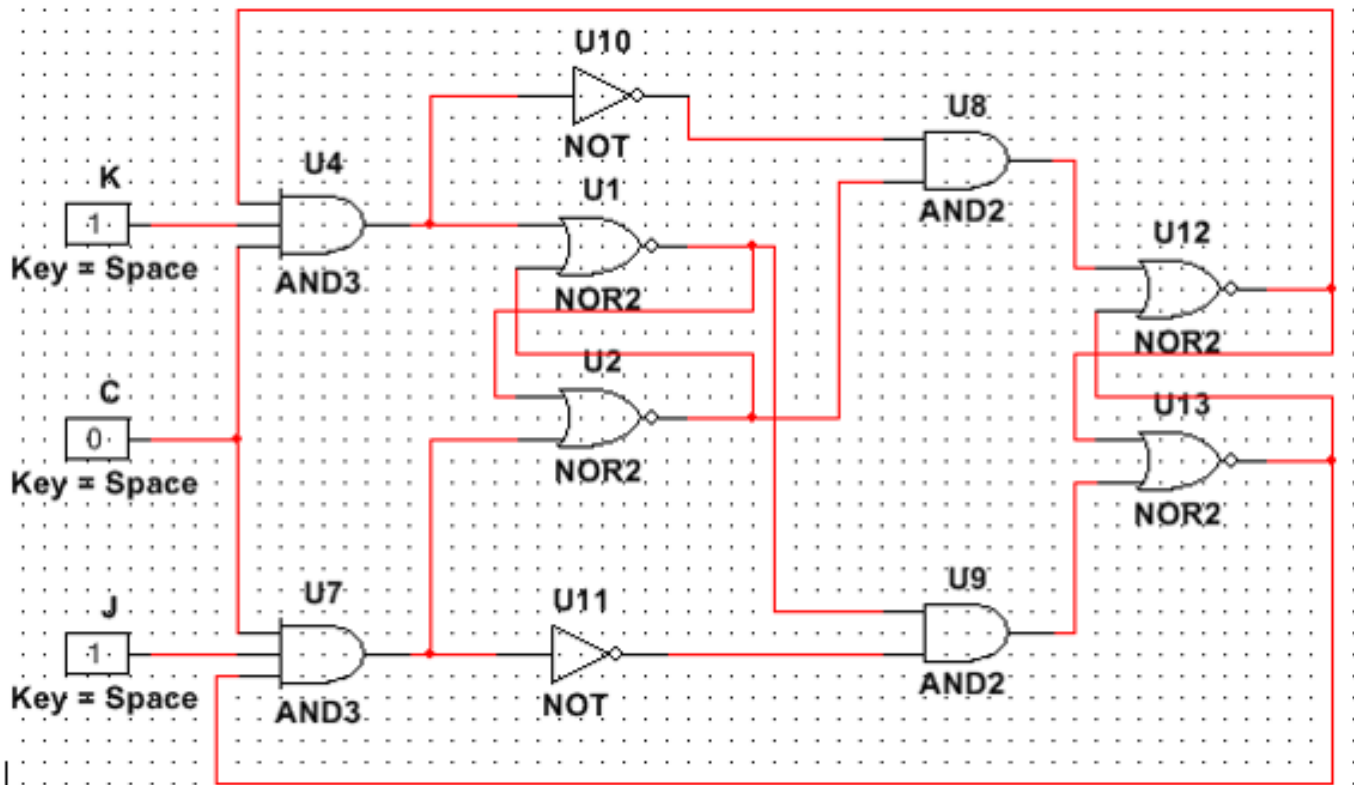 U10
NOT
U8
AND2
K
1
Key = Space
U4
AND3
U1
NOR2
U12
NOR2
C
0
Key = Space
U2
NOR2
U13
NOR2
J
1
Key = Space
U7
AND3
U11
NOT
U9
AND2